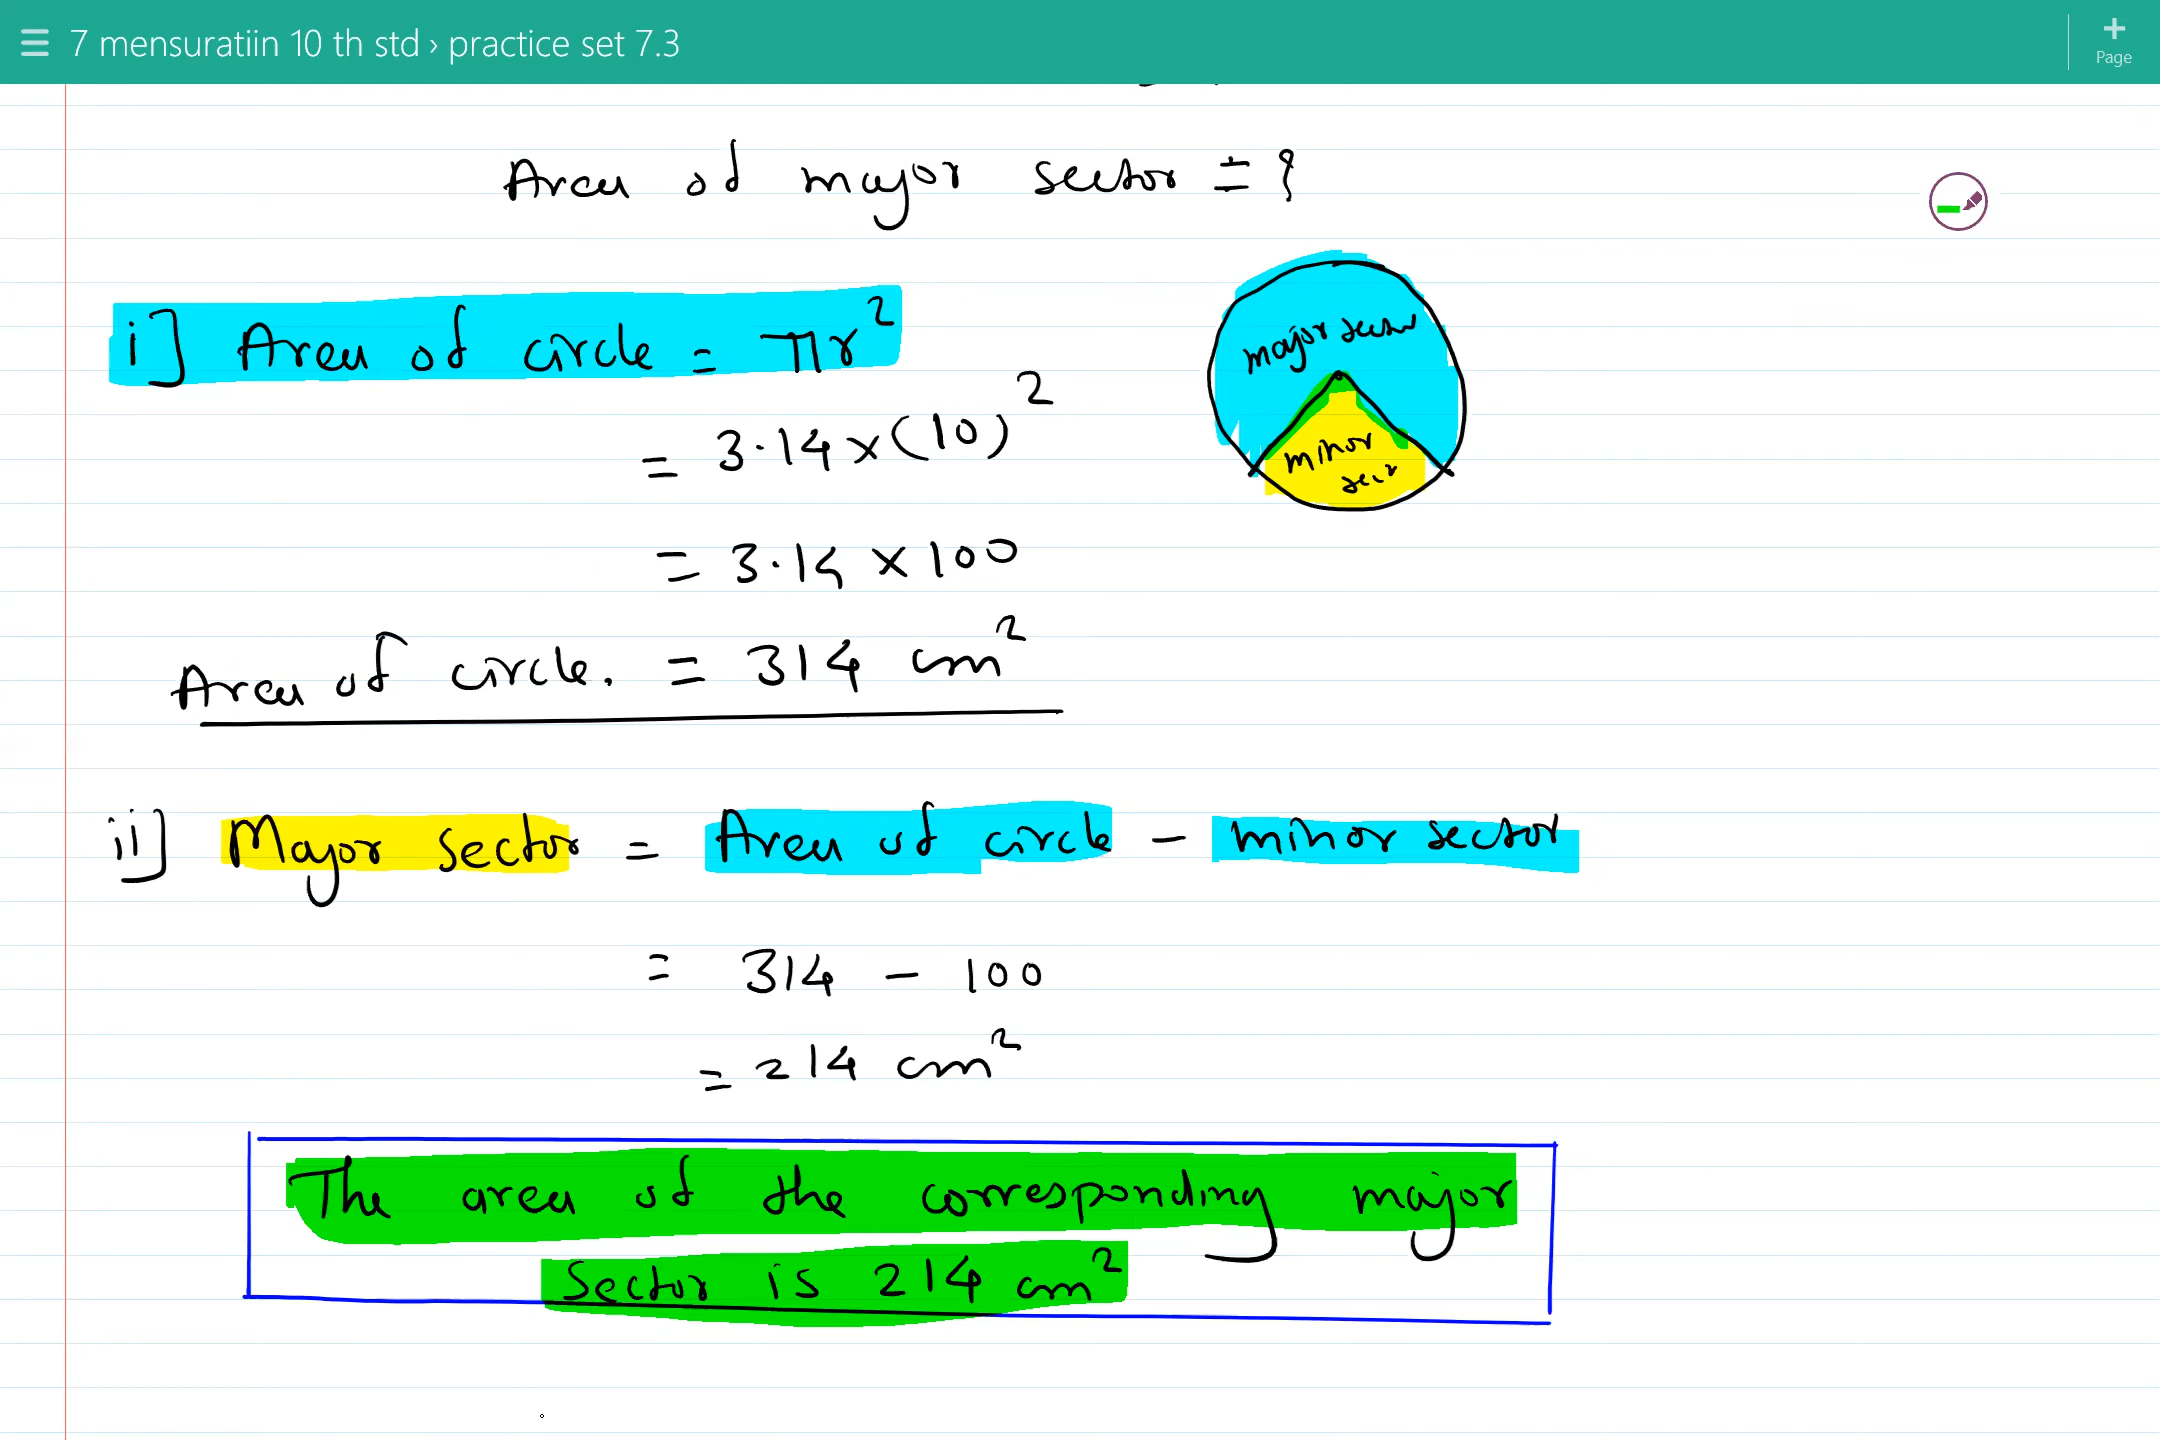 7 mensuratiin 10 th std › practice set 7.3
Page
Area of major sector = ?
i] Area of circle = πr²
= 3.14 × (10)²
= 3.14 × 100
Area of circle. = 314 cm²
major sector
minor
ii] Major sector = Area of circle - minor sector
= 314 - 100
= 214 cm²
The area of the corresponding major
Sector is 214 cm²